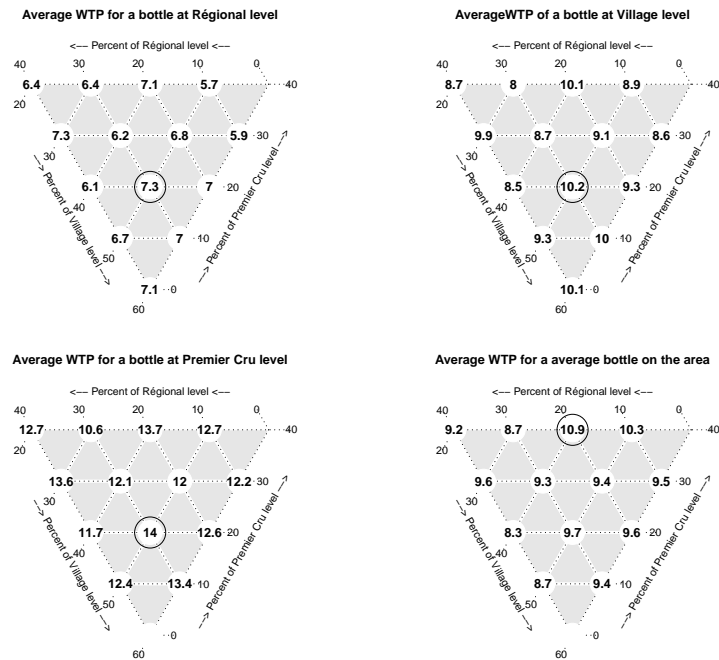 Average WTP for a bottle at Régional level
<−− Percent of Régional level <−−
40 30 20 10 0
6.4 6.4 7.1 5.7 40
20
7.3 6.2 6.8 5.9 30
30
6.1 7.3 7 20
40
6.7 7 10
50
7.1 0
60
−−> Percent of Village level −−>
−−> Percent of Premier Cru level −−>
AverageWTP of a bottle at Village level
<−− Percent of Régional level <−−
40 30 20 10 0
8.7 8 10.1 8.9 40
20
9.9 8.7 9.1 8.6 30
30
8.5 10.2 9.3 20
40
9.3 10 10
50
10.1 0
60
−−> Percent of Village level −−>
−−> Percent of Premier Cru level −−>
Average WTP for a bottle at Premier Cru level
<−− Percent of Régional level <−−
40 30 20 10 0
12.7 10.6 13.7 12.7 40
20
13.6 12.1 12 12.2 30
30
11.7 14 12.6 20
40
12.4 13.4 10
50
0
60
−−> Percent of Village level −−>
−−> Percent of Premier Cru level −−>
Average WTP for a average bottle on the area
<−− Percent of Régional level <−−
40 30 20 10 0
9.2 8.7 10.9 10.3 40
20
9.6 9.3 9.4 9.5 30
30
8.3 9.7 9.6 20
40
8.7 9.4 10
50
0
60
−−> Percent of Village level −−>
−−> Percent of Premier Cru level −−>